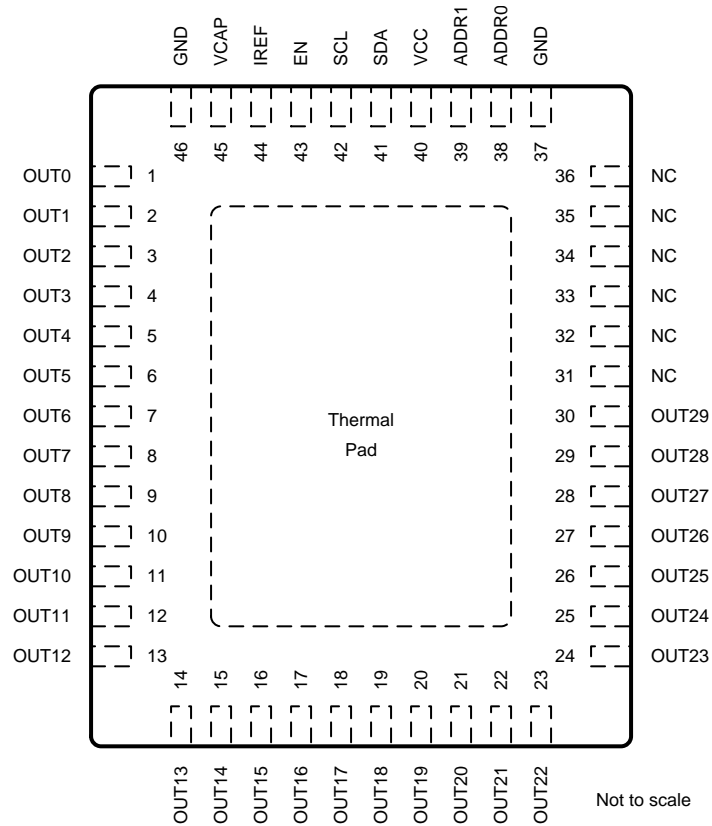 GND VCAP IREF EN SCL SDA VCC ADDR1 ADDR0 GND
46 45 44 43 42 41 40 39 38 37
OUT0 1 36 NC
OUT1 2 35 NC
OUT2 3 34 NC
OUT3 4 33 NC
OUT4 5 32 NC
OUT5 6 31 NC
OUT6 7 30 OUT29
Thermal
Pad
OUT7 8 29 OUT28
OUT8 9 28 OUT27
OUT9 10 27 OUT26
OUT10 11 26 OUT25
OUT11 12 25 OUT24
OUT12 13 24 OUT23
14 15 16 17 18 19 20 21 22 23
OUT13 OUT14 OUT15 OUT16 OUT17 OUT18 OUT19 OUT20 OUT21 OUT22
Not to scale